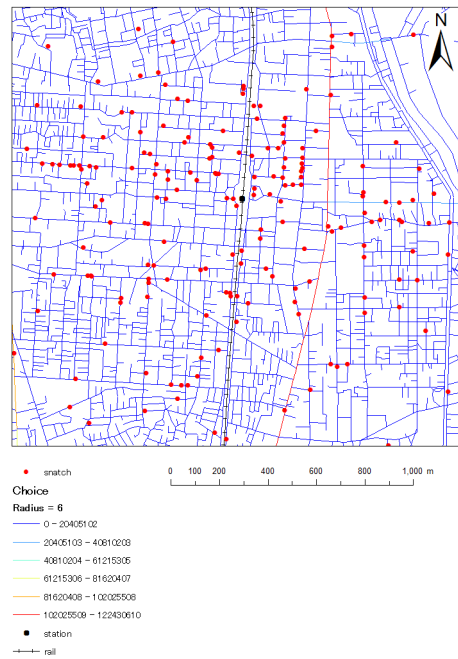 N
snatch
0 100 200 400 600 800 1,000 m
Choice
Radius = 6
0 - 20405102
20405103 - 40810203
40810204 - 61215305
61215306 - 81620407
81620408 - 102025508
102025509 - 122430610
station
rail